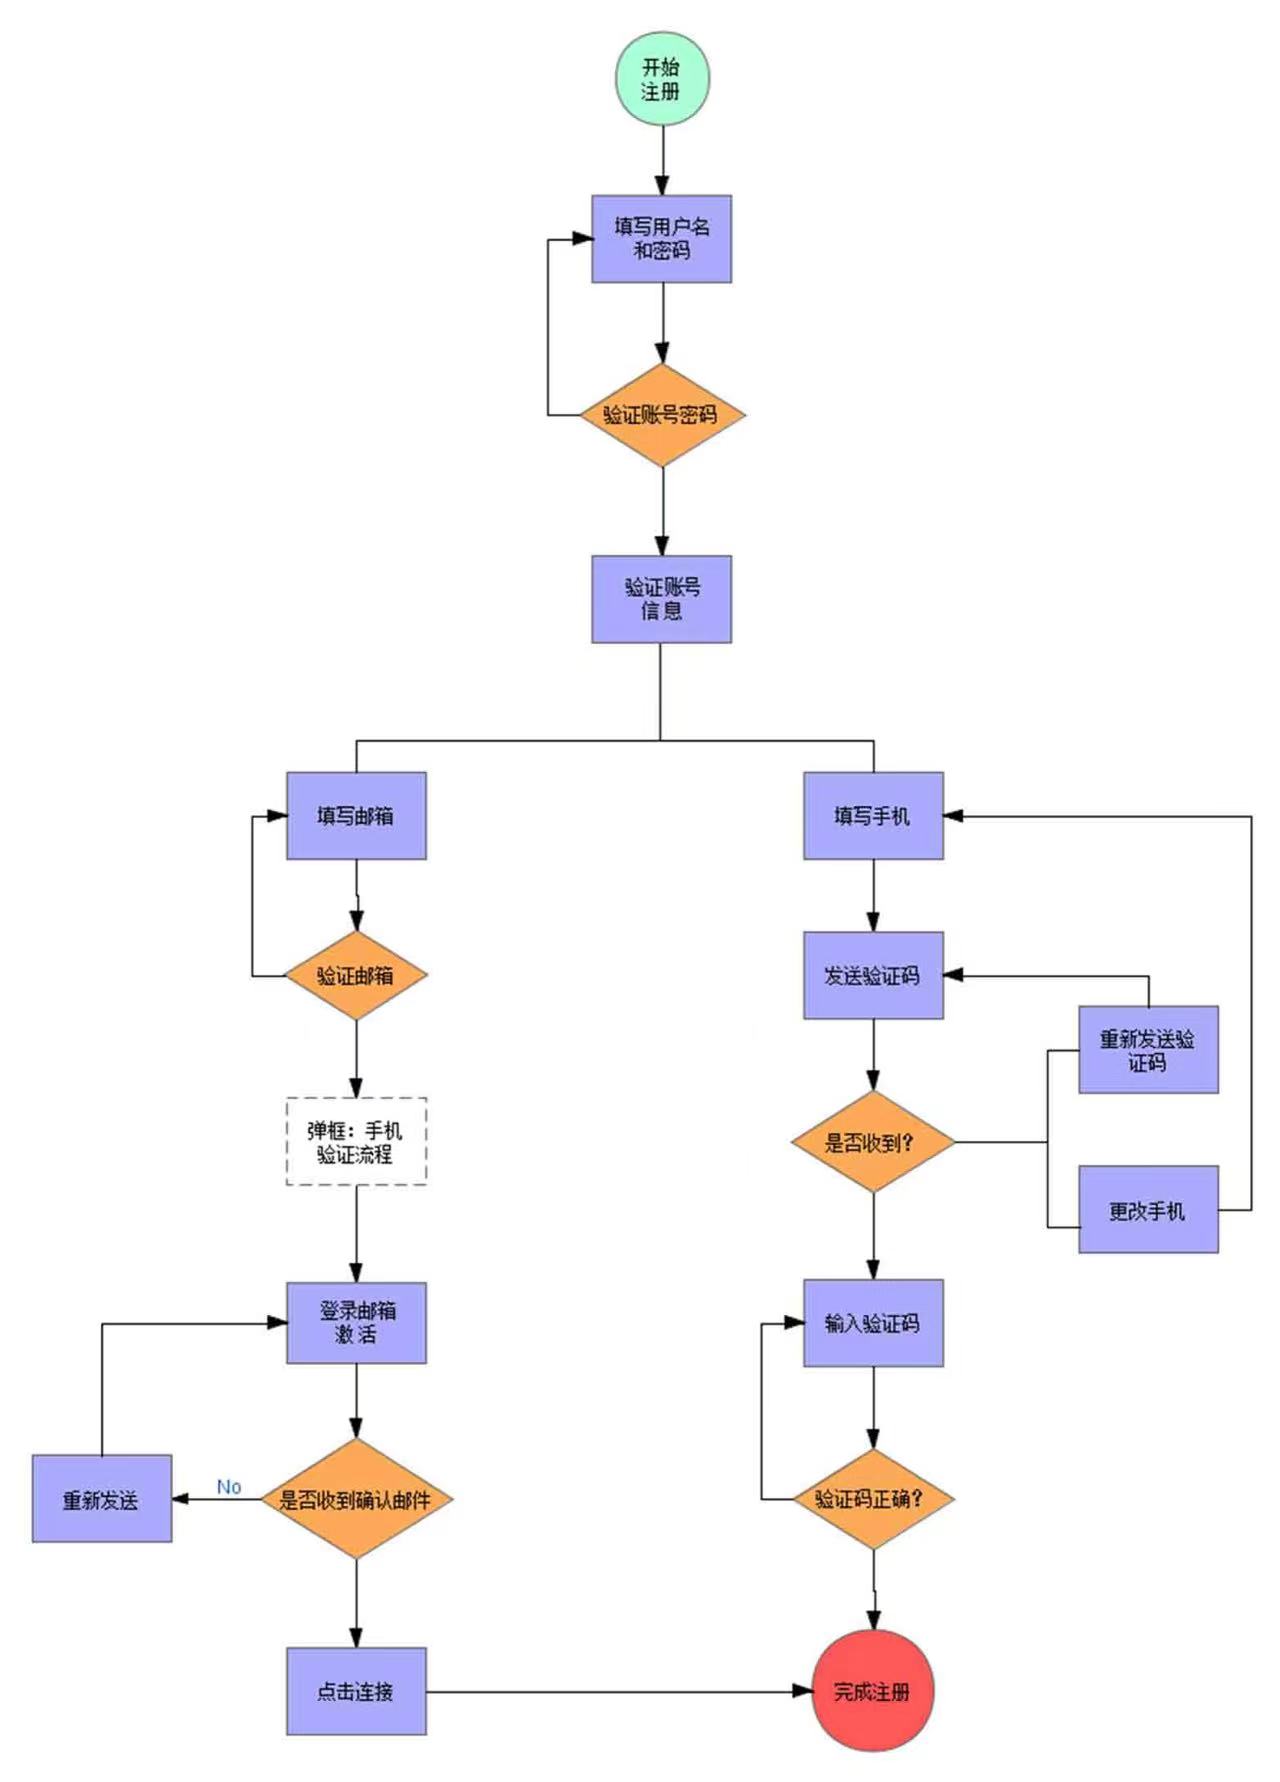 开始
注册
填写用户名
和密码
验证账号密码
验证账号
信息
填写邮箱
填写手机
验证邮箱
发送验证码
重新发送验
证码
弹框：手机
验证流程
是否收到？
更改手机
登录邮箱
激活
输入验证码
重新发送
No
是否收到确认邮件
验证码正确？
点击连接
完成注册